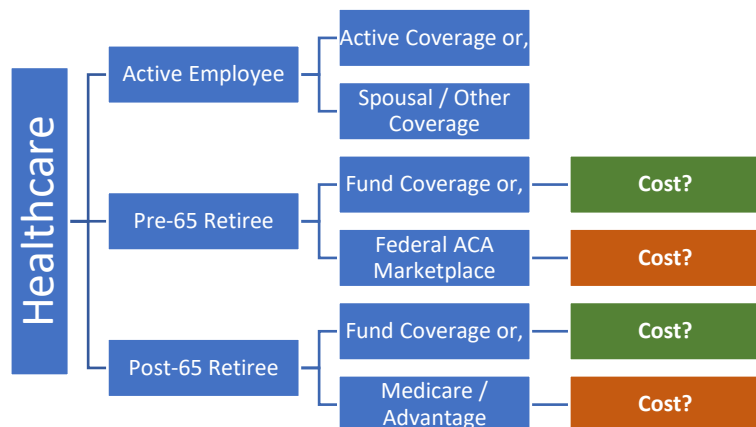 Healthcare
Active Employee
Active Coverage or,
Spousal / Other
Coverage
Pre-65 Retiree
Fund Coverage or,
Cost?
Federal ACA
Marketplace
Cost?
Post-65 Retiree
Fund Coverage or,
Cost?
Medicare /
Advantage
Cost?